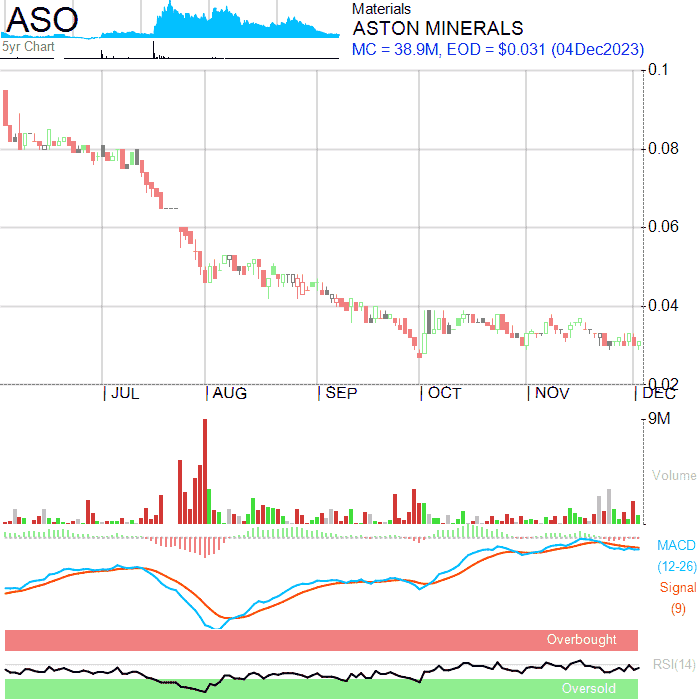 ASO
5yr Chart
Materials
ASTON MINERALS
MC = 38.9M, EOD = $0.031 (04Dec2023)
0.1
0.08
0.06
0.04
0.02
JUL AUG SEP OCT NOV DEC
9M
Volume
MACD
(12-26)
Signal
(9)
Overbought
RSI(14)
Oversold